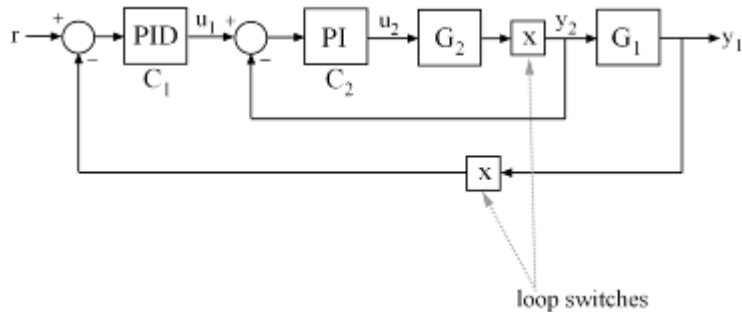 r
+
−
PID
C₁
u₁
+
−
PI
C₂
u₂
G₂
x
y₂
G₁
y₁
x
loop switches